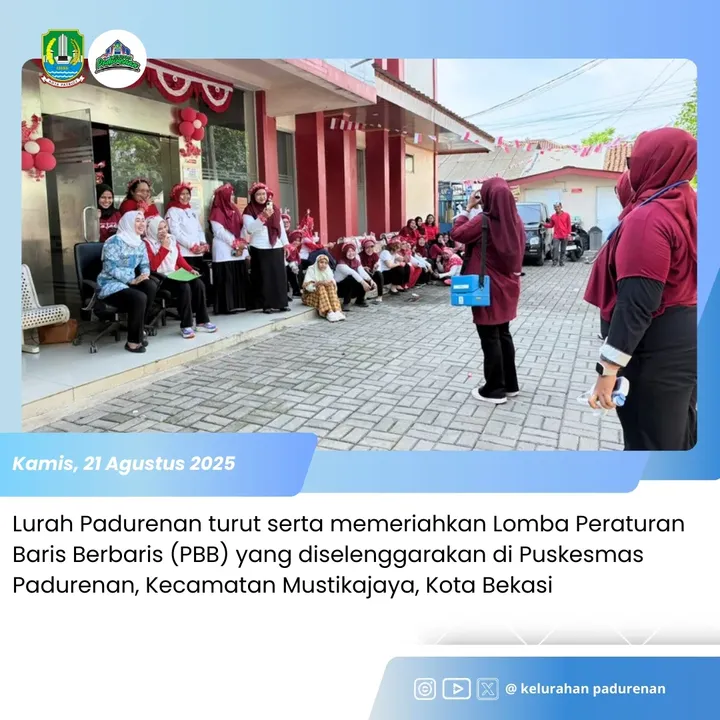 Kamis, 21 Agustus 2025
Lurah Padurenan turut serta memeriahkan Lomba Peraturan
Baris Berbaris (PBB) yang diselenggarakan di Puskesmas
Padurenan, Kecamatan Mustikajaya, Kota Bekasi
@ kelurahan padurenan